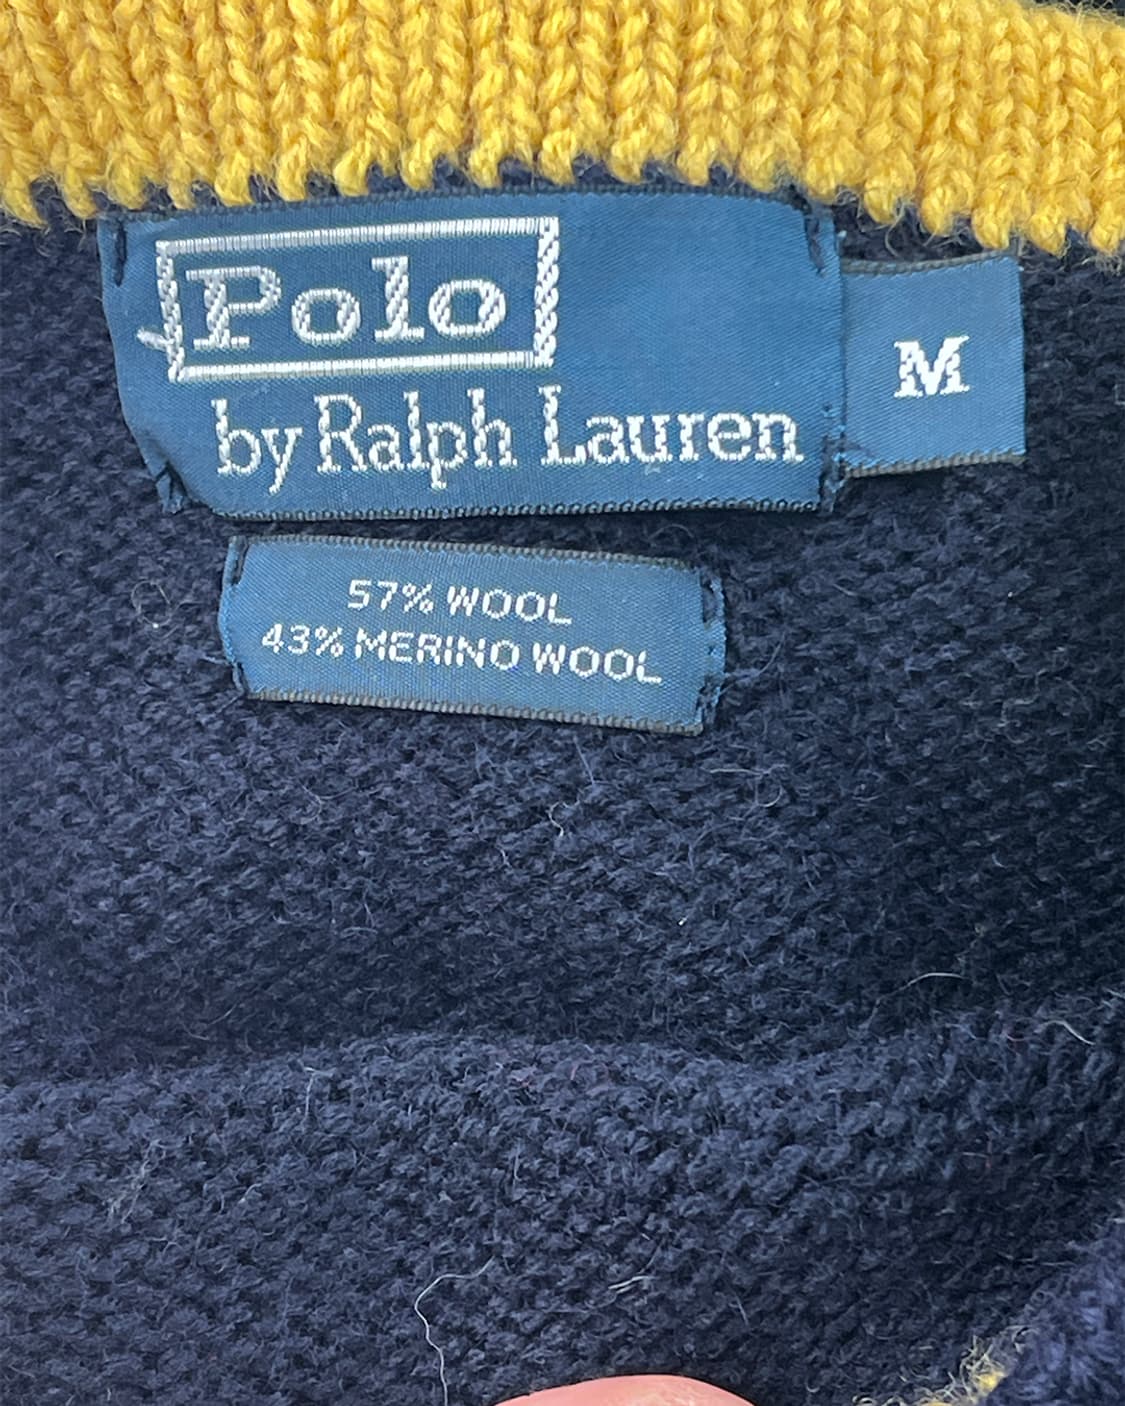 Polo
by Ralph Lauren
M
57% WOOL
43% MERINO WOOL